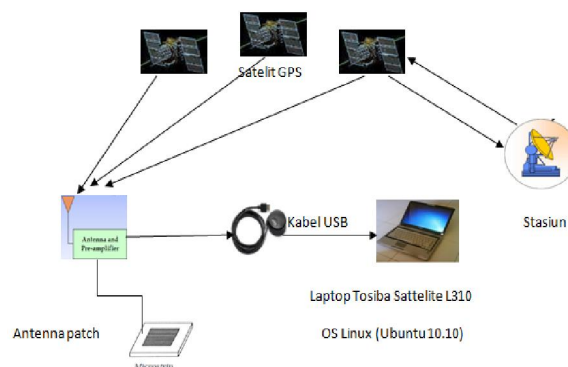 Satelit GPS
Antenna and
Pre-amplifier
Kabel USB
Stasiun
Laptop Tosiba Sattelite L310
Antenna patch
OS Linux (Ubuntu 10.10)